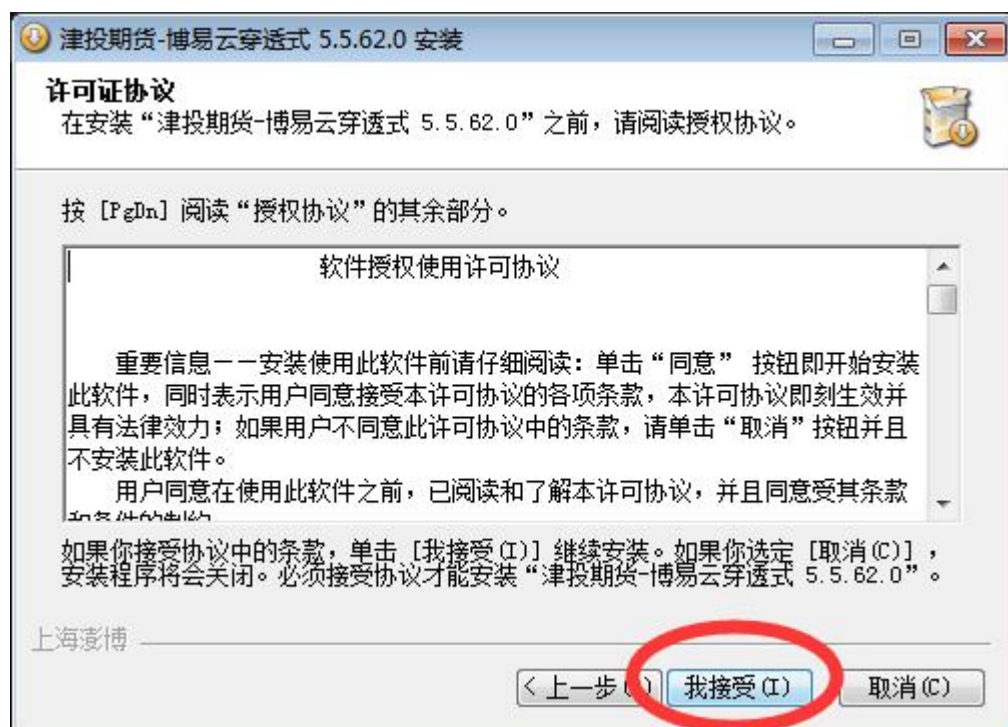 津投期货-博易云穿透式 5.5.62.0 安装
许可证协议
在安装“津投期货-博易云穿透式 5.5.62.0”之前，请阅读授权协议。
按 [PgDn] 阅读“授权协议”的其余部分。
软件授权使用许可协议
重要信息——安装使用此软件前请仔细阅读：单击“同意” 按钮即开始安装
此软件，同时表示用户同意接受本许可协议的各项条款，本许可协议即刻生效并
具有法律效力；如果用户不同意此许可协议中的条款，请单击“取消”按钮并且
不安装此软件。
用户同意在使用此软件之前，已阅读和了解本许可协议，并且同意受其条款
和条件的制约
如果你接受协议中的条款，单击 [我接受(I)] 继续安装。如果你选定 [取消(C)] ，
安装程序将会关闭。必须接受协议才能安装“津投期货-博易云穿透式 5.5.62.0”。
上海澎博
< 上一步
我接受(I)
取消(C)